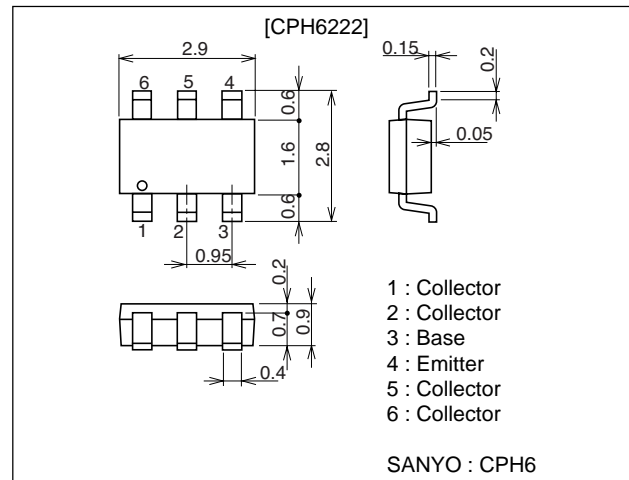 [CPH6222]
2.9
0.15
0.2
6 5 4
0.6
1.6
2.8
0.05
0.6
1 2 3
0.95
0.2
0.7
0.9
0.4
1 : Collector
2 : Collector
3 : Base
4 : Emitter
5 : Collector
6 : Collector
SANYO : CPH6